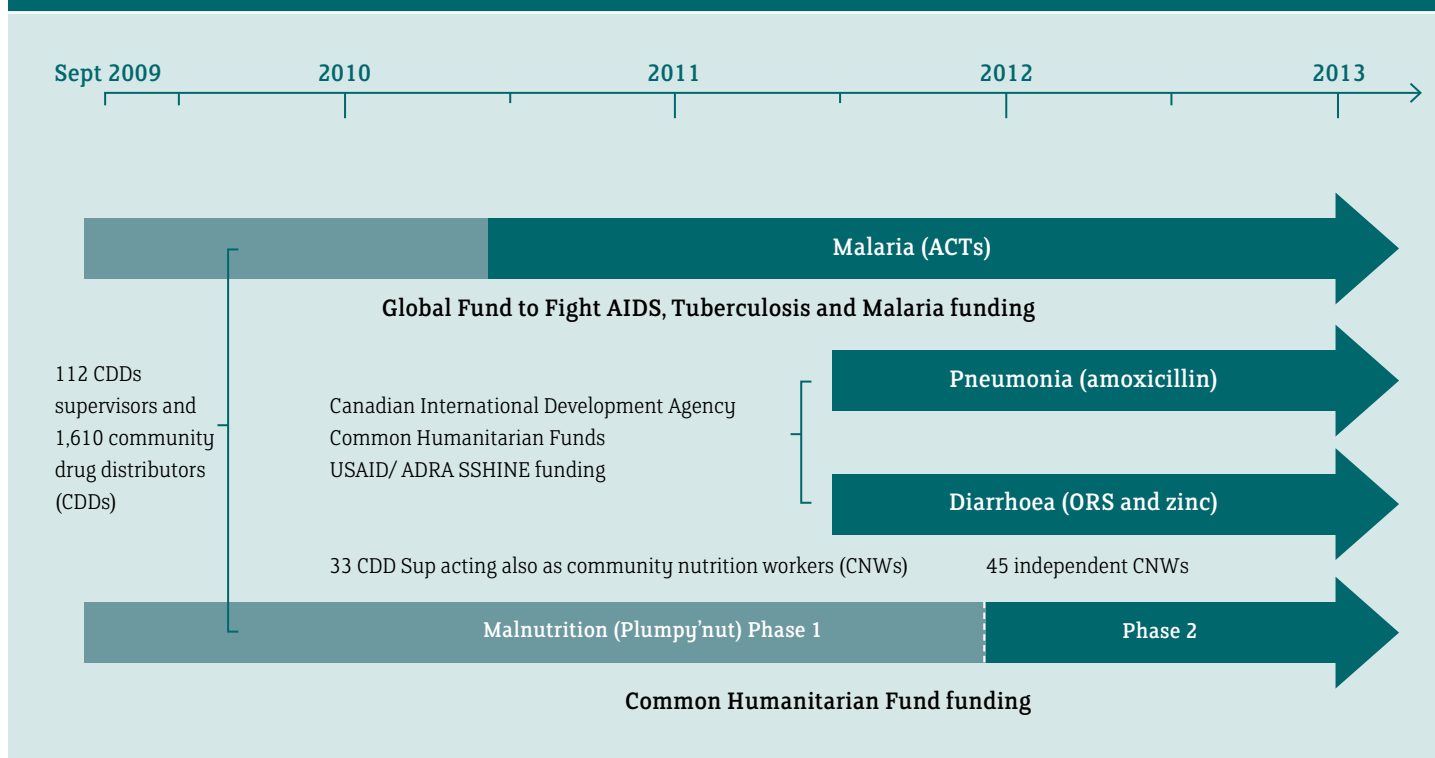 Sept 2009
2010
2011
2012
2013
Malaria (ACTs)
Global Fund to Fight AIDS, Tuberculosis and Malaria funding
112 CDDs
supervisors and
1,610 community
drug distributors
(CDDs)
Canadian International Development Agency
Common Humanitarian Funds
USAID/ ADRA SSHINE funding
Pneumonia (amoxicillin)
Diarrhoea (ORS and zinc)
33 CDD Sup acting also as community nutrition workers (CNWs)
45 independent CNWs
Malnutrition (Plumpy'nut) Phase 1
Phase 2
Common Humanitarian Fund funding